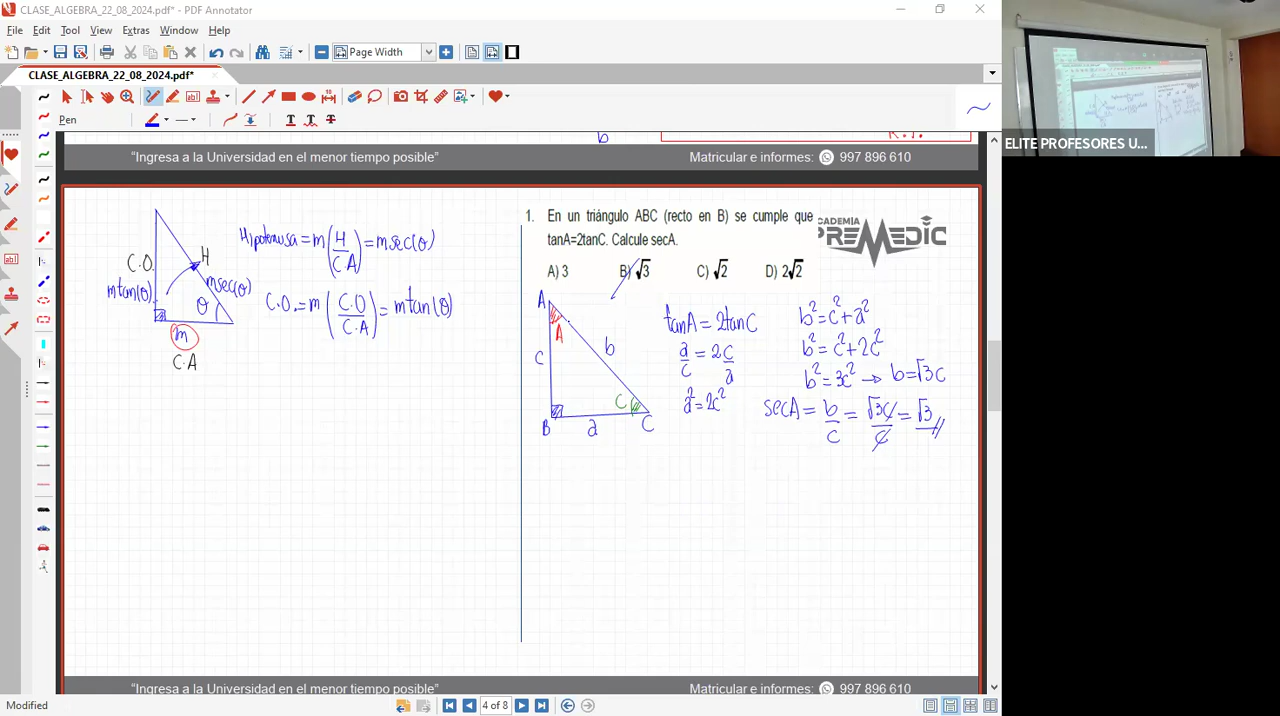 CLASE_ALGEBRA_22_08_2024.pdf* - PDF Annotator
File Edit Tool View Extras Window Help
Page Width
CLASE_ALGEBRA_22_08_2024.pdf*
Pen
b
R.T.
“Ingresa a la Universidad en el menor tiempo posible”
Matricular e informes: 997 896 610
ELITE PROFESORES U...
C.O.
mtan(θ)
H
msec(θ)
θ
m
C.A
Hipotenusa = m(H/C.A) = msec(θ)
C.O. = m(C.O/C.A) = mtan(θ)
1. En un triángulo ABC (recto en B) se cumple que
tanA=2tanC. Calcule secA.
A) 3 B) √3 C) √2 D) 2√2
ACADEMIA
PREMEDIC
A
A
c
b
B
a
C
C
tanA = 2tanC
a/c = 2c/a
a² = 2c²
b² = c² + a²
b² = c² + 2c²
b² = 3c² → b = √3c
secA = b/c = √3c/c = √3
“Ingresa a la Universidad en el menor tiempo posible”
Matricular e informes: 997 896 610
Modified
4 of 8